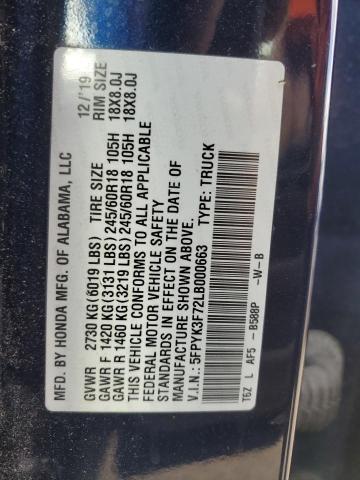 MFD. BY HONDA MFG. OF ALABAMA, LLC 12/'19
GVWR 2730 KG(6019 LBS) TIRE SIZE RIM SIZE
GAWR F 1420 KG(3131 LBS) 245/60R18 105H 18X8.0J
GAWR R 1460 KG(3219 LBS) 245/60R18 105H 18X8.0J
THIS VEHICLE CONFORMS TO ALL APPLICABLE
FEDERAL MOTOR VEHICLE SAFETY
STANDARDS IN EFFECT ON THE DATE OF
MANUFACTURE SHOWN ABOVE.
V.I.N.: 5FPYK3F72LB000663 TYPE: TRUCK
T6Z L AF5 - B588P -W-B